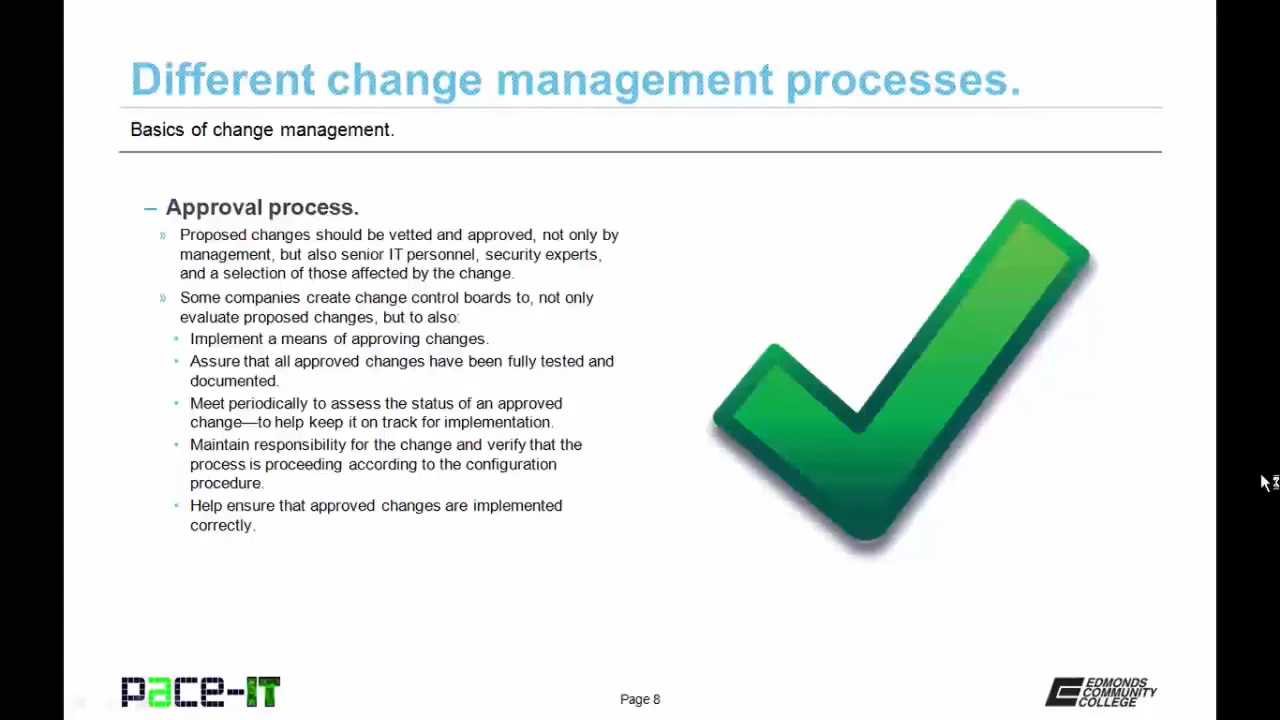 Different change management processes.
Basics of change management.
– Approval process.
» Proposed changes should be vetted and approved, not only by
management, but also senior IT personnel, security experts,
and a selection of those affected by the change.
» Some companies create change control boards to, not only
evaluate proposed changes, but to also:
• Implement a means of approving changes.
• Assure that all approved changes have been fully tested and
documented.
• Meet periodically to assess the status of an approved
change—to help keep it on track for implementation.
• Maintain responsibility for the change and verify that the
process is proceeding according to the configuration
procedure.
• Help ensure that approved changes are implemented
correctly.
pace-IT
Page 8
EDMONDS
COMMUNITY
COLLEGE